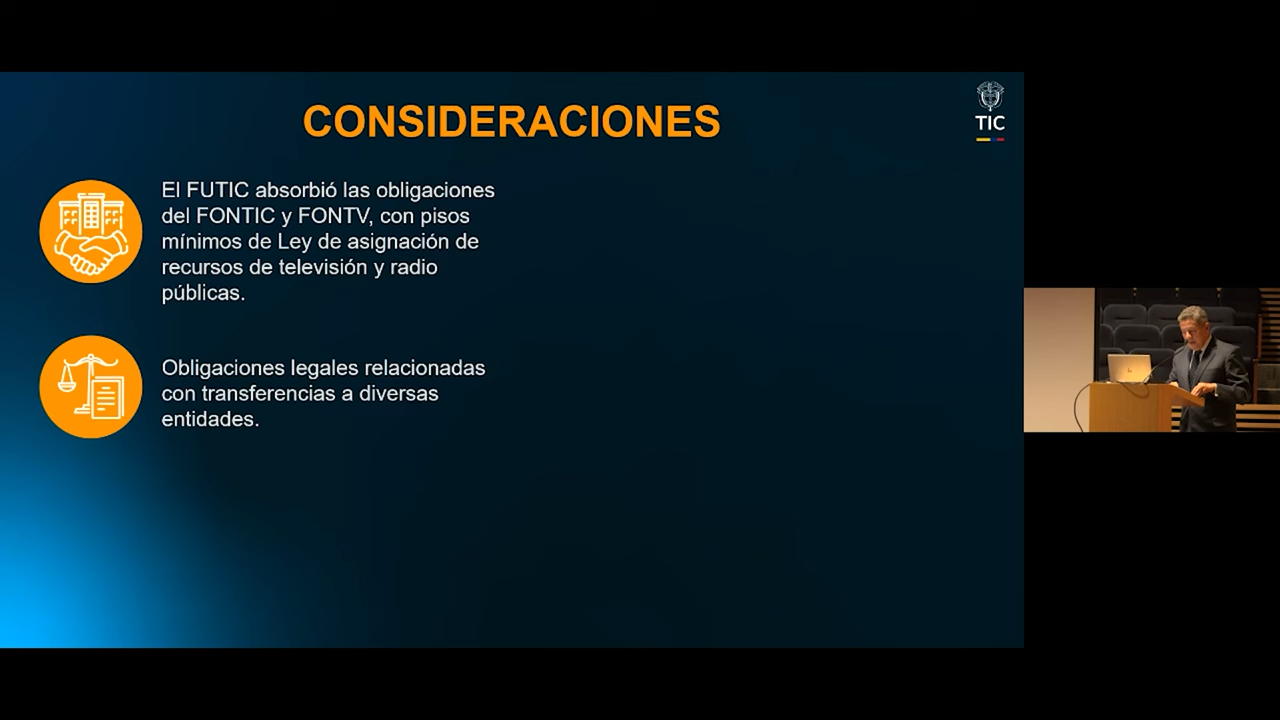 CONSIDERACIONES
TIC
El FUTIC absorbió las obligaciones
del FONTIC y FONTV, con pisos
mínimos de Ley de asignación de
recursos de televisión y radio
públicas.
Obligaciones legales relacionadas
con transferencias a diversas
entidades.